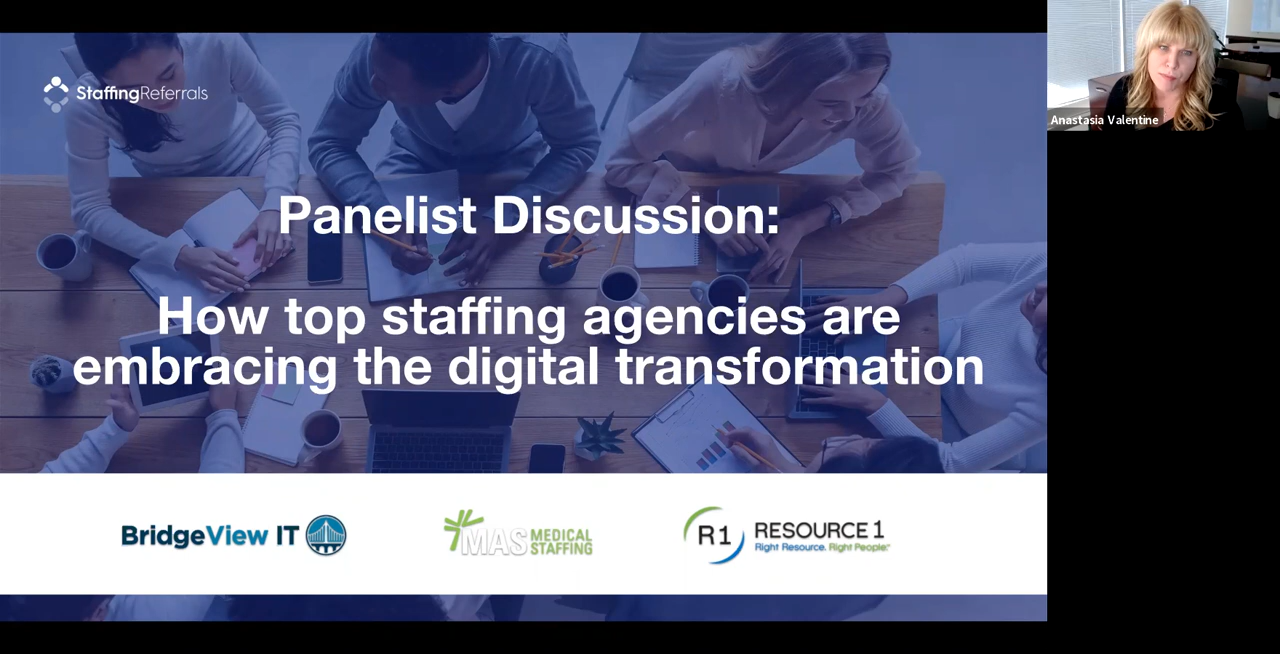 StaffingReferrals
Anastasia Valentine
Panelist Discussion:
How top staffing agencies are
embracing the digital transformation
BridgeView IT
MAS MEDICAL
STAFFING
R1 RESOURCE 1
Right Resource. Right People.™